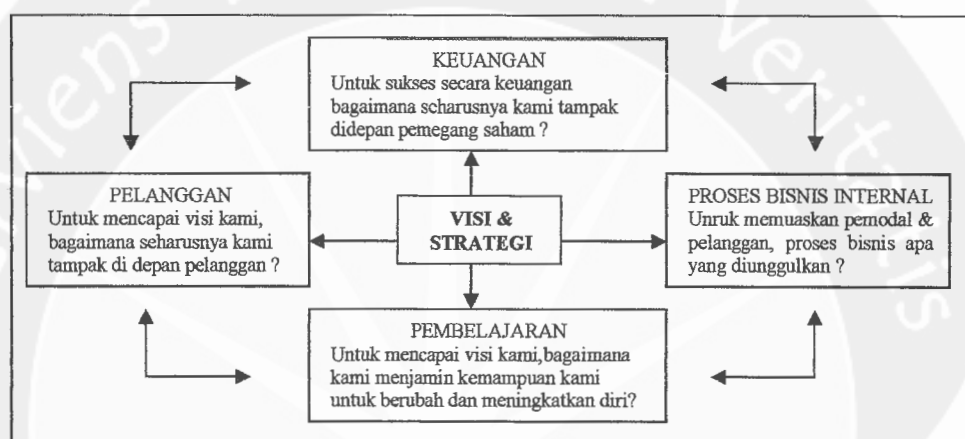 KEUANGAN
Untuk sukses secara keuangan
bagaimana seharusnya kami tampak
didepan pemegang saham ?
PELANGGAN
Untuk mencapai visi kami,
bagaimana seharusnya kami
tampak di depan pelanggan ?
VISI &
STRATEGI
PROSES BISNIS INTERNAL
Unruk memuaskan pemodal &
pelanggan, proses bisnis apa
yang diunggulkan ?
PEMBELAJARAN
Untuk mencapai visi kami,bagaimana
kami menjamin kemampuan kami
untuk berubah dan meningkatkan diri?
viens
Veritatis